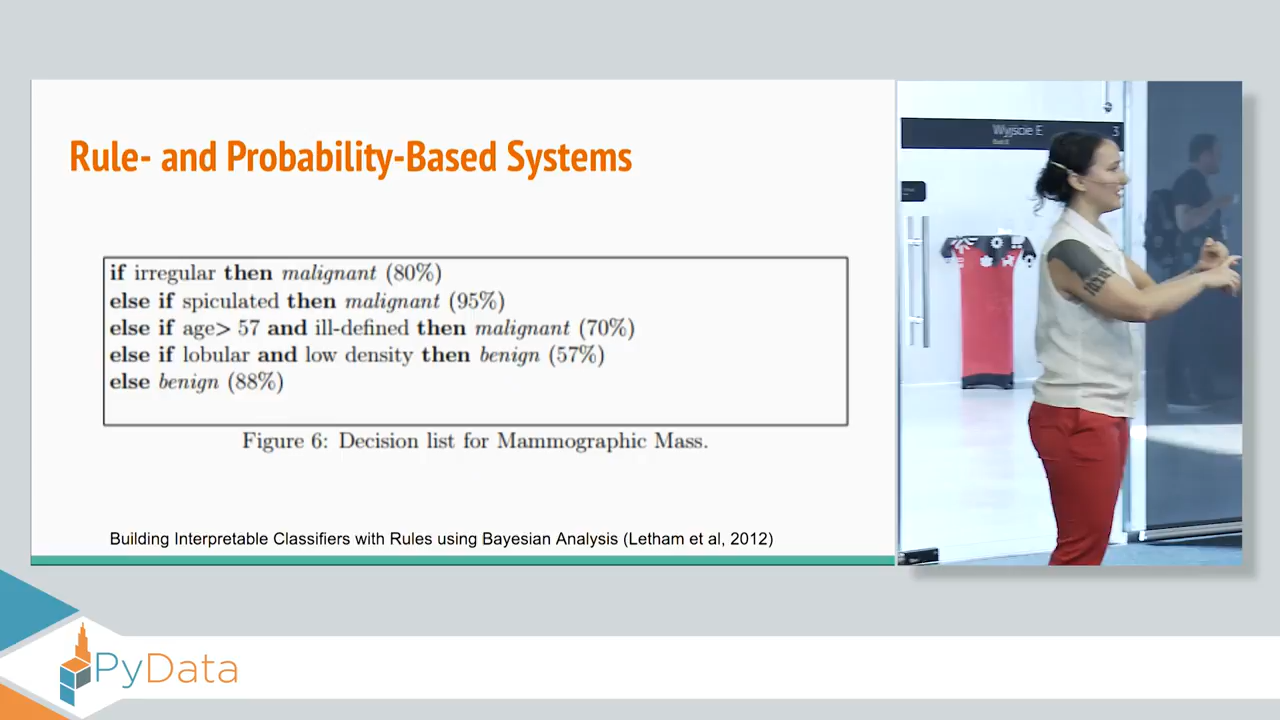 Rule- and Probability-Based Systems
if irregular then malignant (80%)
else if spiculated then malignant (95%)
else if age> 57 and ill-defined then malignant (70%)
else if lobular and low density then benign (57%)
else benign (88%)
Figure 6: Decision list for Mammographic Mass.
Building Interpretable Classifiers with Rules using Bayesian Analysis (Letham et al, 2012)
Wyjście E
3
PyData